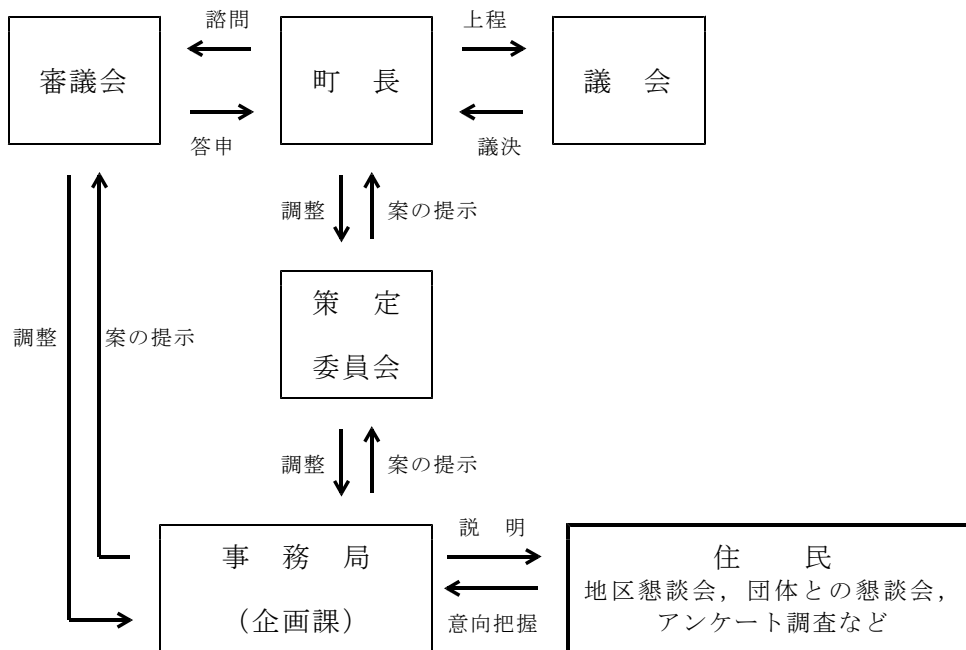 諮問
上程
審議会
町　長
議　会
答申
議決
調整
案の提示
策　定
委員会
調整
案の提示
調整
案の提示
説　明
事　務　局
（企画課）
意向把握
住　　民
地区懇談会，団体との懇談会，
アンケート調査など